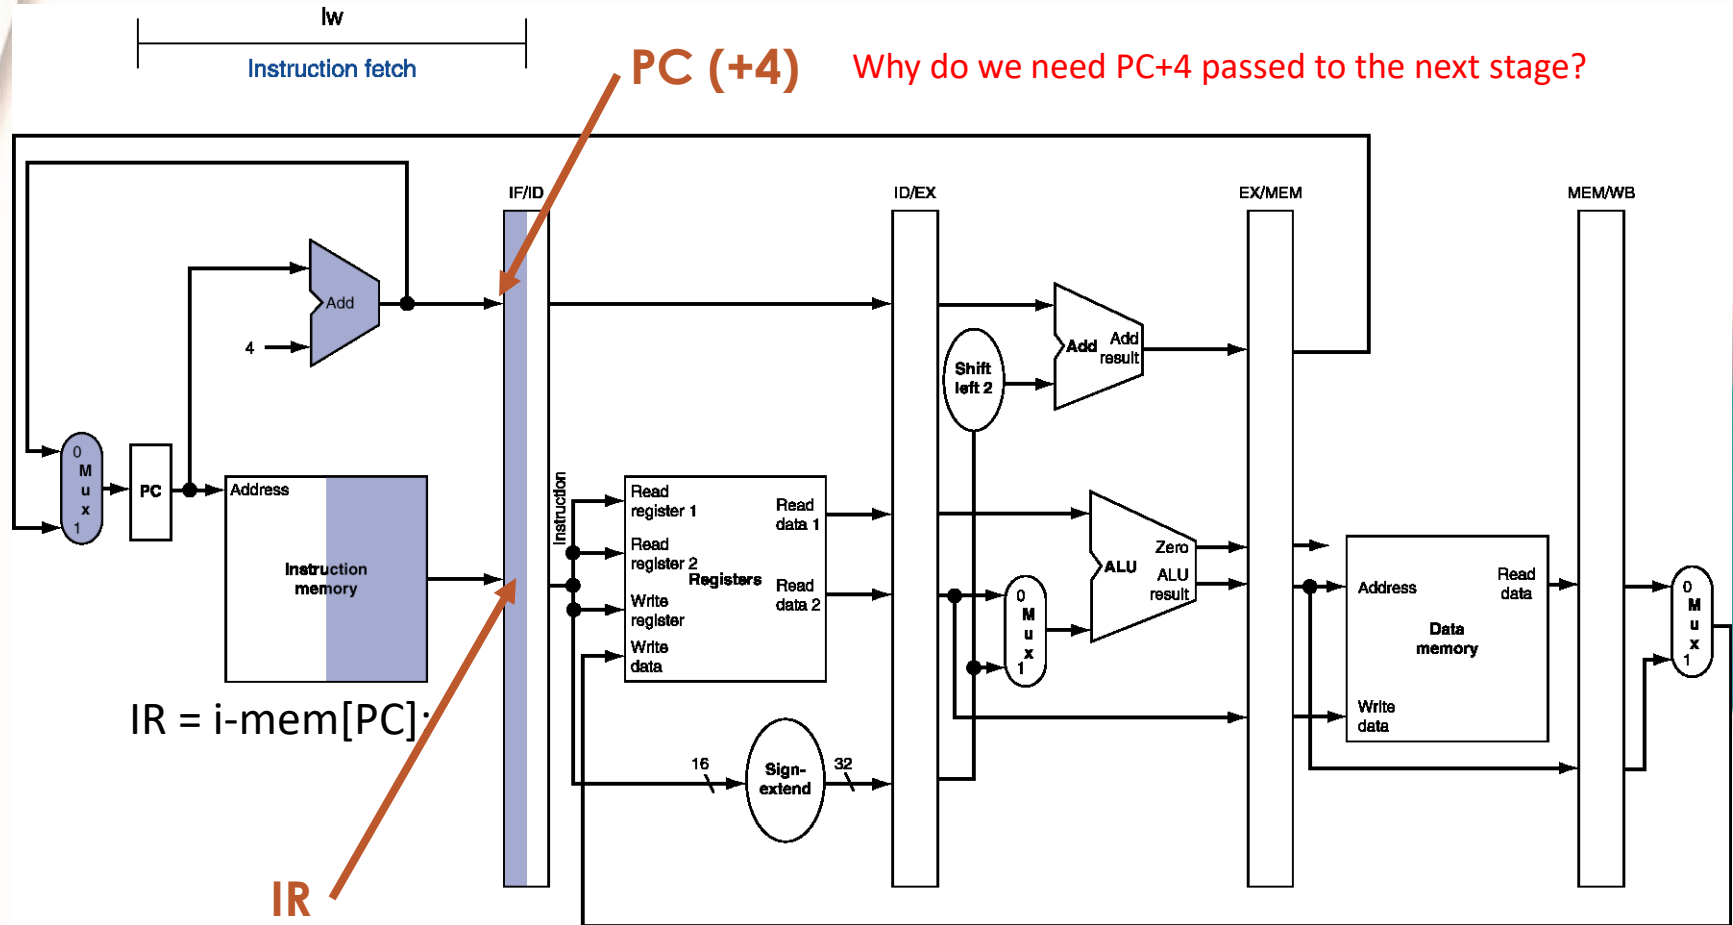 lw
Instruction fetch
PC (+4)
Why do we need PC+4 passed to the next stage?
IF/ID
ID/EX
EX/MEM
MEM/WB
Add
4
Shift
left 2
Add
Add
result
0
M
u
x
1
PC
Address
Instruction
memory
Instruction
Read
register 1
Read
register 2
Write
register
Write
data
Registers
Read
data 1
Read
data 2
0
M
u
x
1
ALU
Zero
ALU
result
Address
Write
data
Data
memory
Read
data
0
M
u
x
1
IR = i-mem[PC];
16
Sign-
extend
32
IR